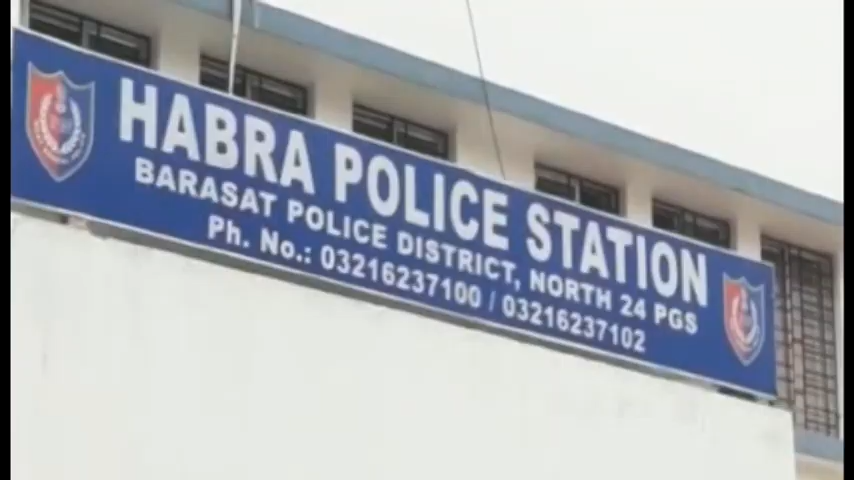 HABRA POLICE STATION
BARASAT POLICE DISTRICT, NORTH 24 PGS
Ph. No.: 03216237100 / 03216237102